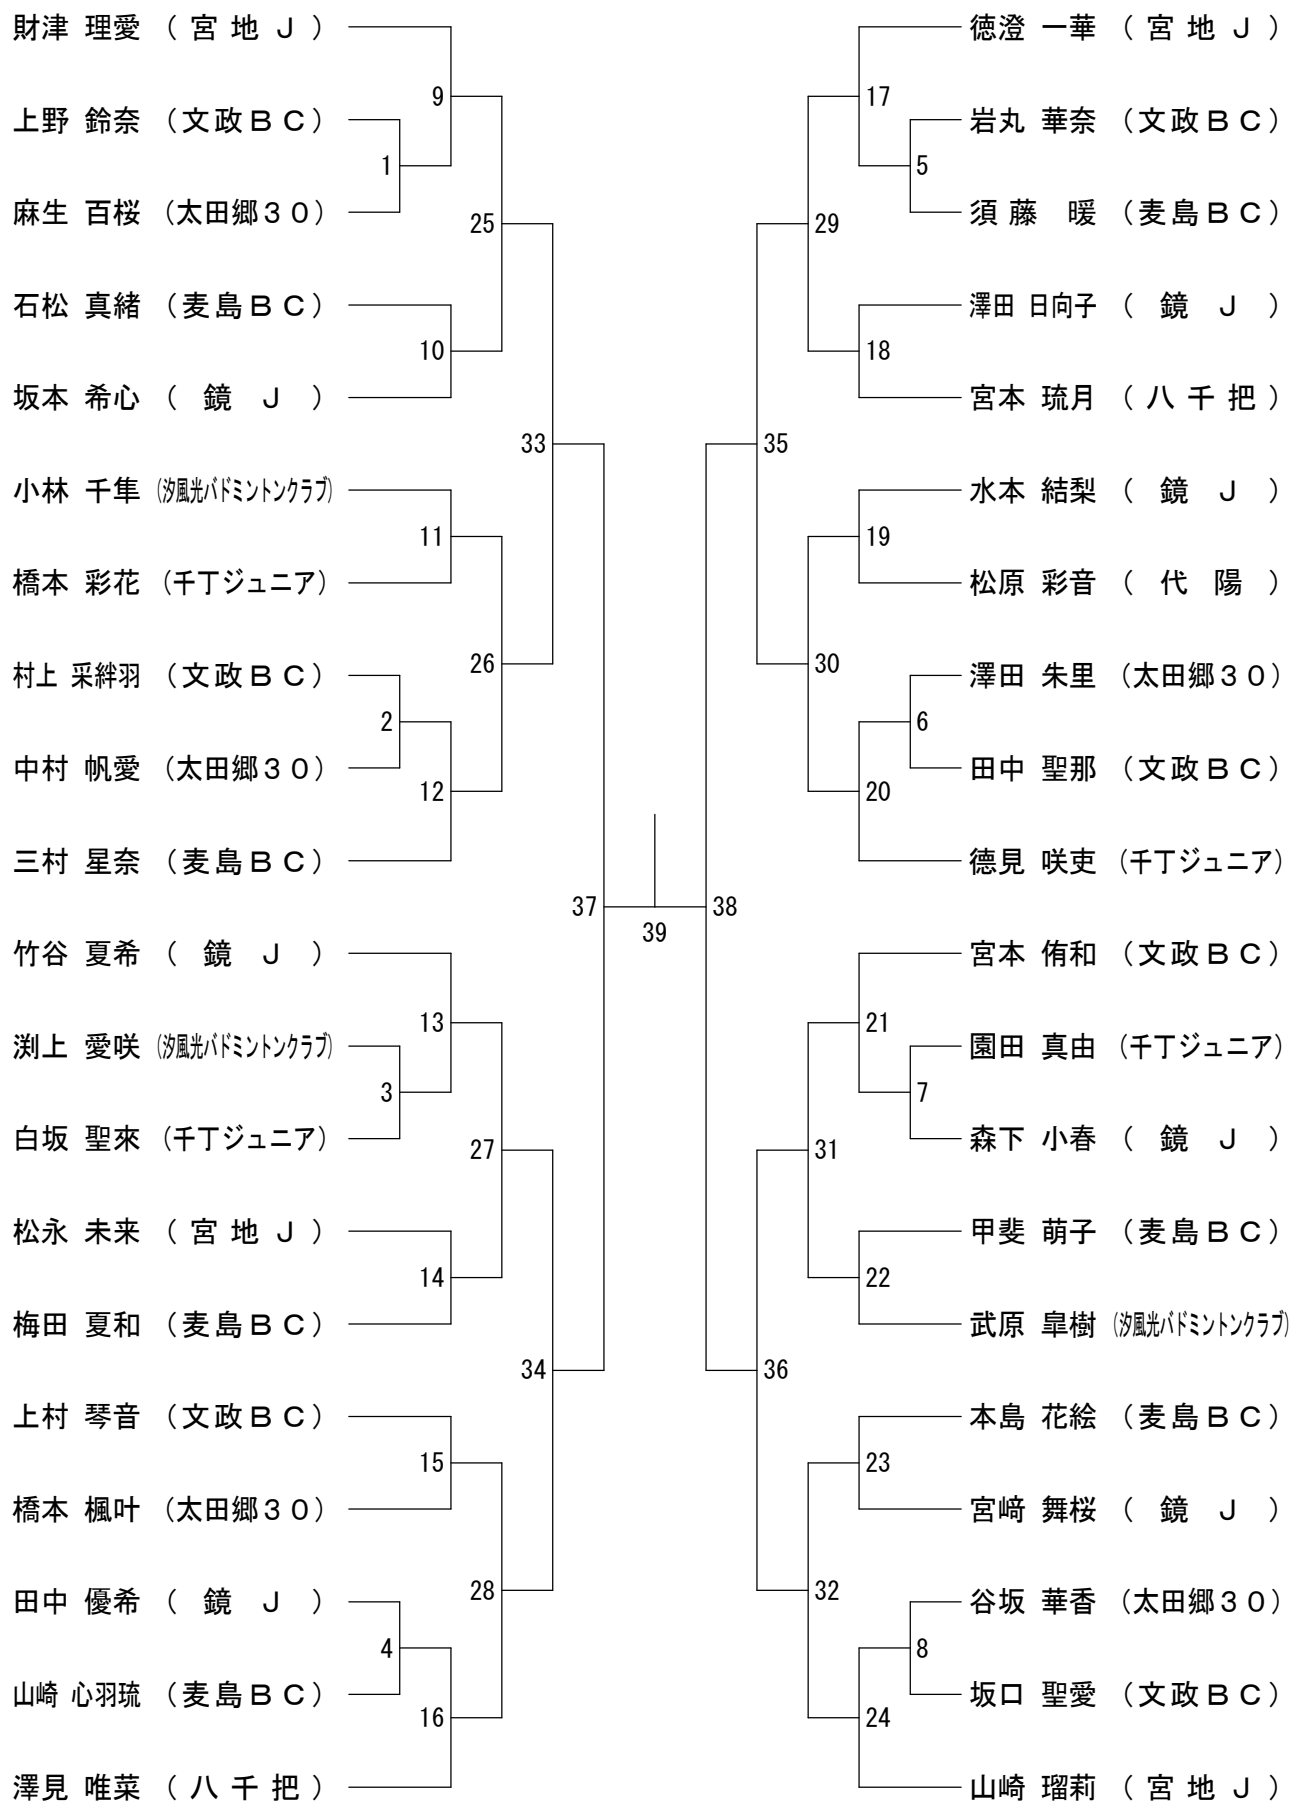 財津 理愛 （ 宮 地 Ｊ ）
9
上野 鈴奈 （文政ＢＣ）
1
麻生 百桜 （太田郷３０）
25
石松 真緒 （麦島ＢＣ）
10
坂本 希心 （ 鏡 Ｊ ）
33
小林 千隼 （汐風光バドミントンクラブ）
11
橋本 彩花 （千丁ジュニア）
26
村上 采絆羽 （文政ＢＣ）
2
中村 帆愛 （太田郷３０）
12
三村 星奈 （麦島ＢＣ）
37
竹谷 夏希 （ 鏡 Ｊ ）
13
渕上 愛咲 （汐風光バドミントンクラブ）
3
白坂 聖來 （千丁ジュニア）
27
松永 未来 （ 宮 地 Ｊ ）
14
梅田 夏和 （麦島ＢＣ）
34
上村 琴音 （文政ＢＣ）
15
橋本 楓叶 （太田郷３０）
28
田中 優希 （ 鏡 Ｊ ）
4
山崎 心羽琉 （麦島ＢＣ）
16
澤見 唯菜 （ 八 千 把 ）
39
徳澄 一華 （ 宮 地 Ｊ ）
17
岩丸 華奈 （文政ＢＣ）
5
須 藤 暖 （麦島ＢＣ）
29
澤田 日向子 （ 鏡 Ｊ ）
18
宮本 琉月 （ 八 千 把 ）
35
水本 結梨 （ 鏡 Ｊ ）
19
松原 彩音 （ 代 陽 ）
30
澤田 朱里 （太田郷３０）
6
田中 聖那 （文政ＢＣ）
20
德見 咲吏 （千丁ジュニア）
38
宮本 侑和 （文政ＢＣ）
21
園田 真由 （千丁ジュニア）
7
森下 小春 （ 鏡 Ｊ ）
31
甲斐 萌子 （麦島ＢＣ）
22
武原 皐樹 （汐風光バドミントンクラブ）
36
本島 花絵 （麦島ＢＣ）
23
宮﨑 舞桜 （ 鏡 Ｊ ）
32
谷坂 華香 （太田郷３０）
8
坂口 聖愛 （文政ＢＣ）
24
山崎 瑠莉 （ 宮 地 Ｊ ）